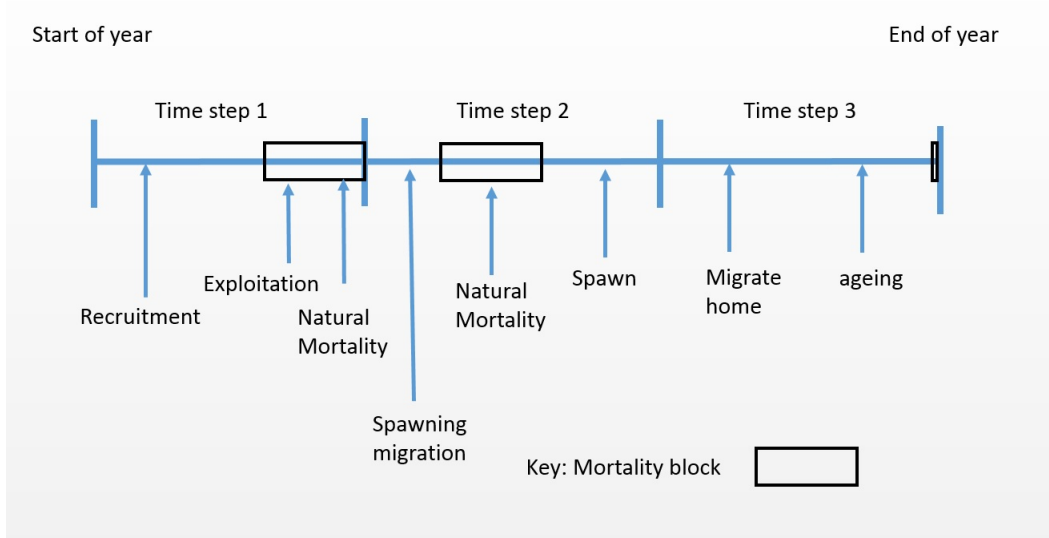 Start of year
End of year
Time step 1
Time step 2
Time step 3
Recruitment
Exploitation
Natural
Mortality
Spawning
migration
Natural
Mortality
Spawn
Migrate
home
ageing
Key: Mortality block